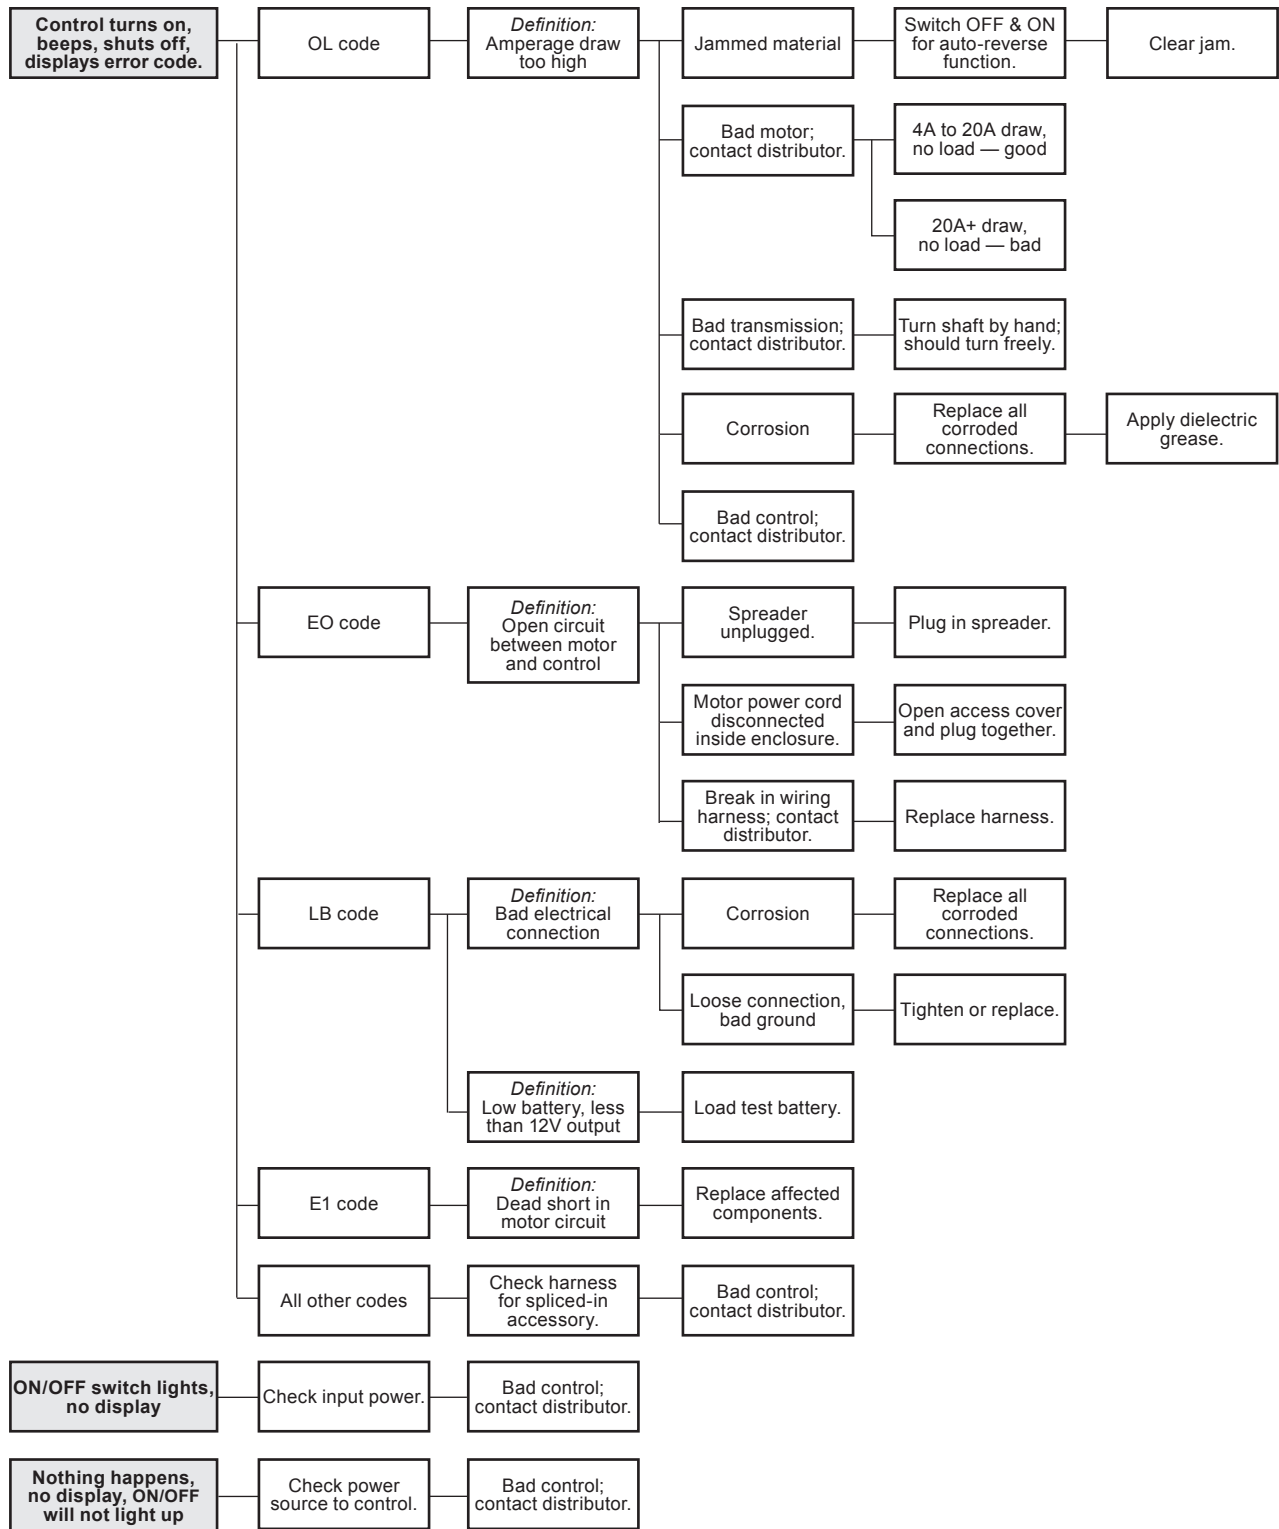 Control turns on,
beeps, shuts off,
displays error code.
OL code
Definition:
Amperage draw
too high
Jammed material
Switch OFF & ON
for auto-reverse
function.
Clear jam.
Bad motor;
contact distributor.
4A to 20A draw,
no load — good
20A+ draw,
no load — bad
Bad transmission;
contact distributor.
Turn shaft by hand;
should turn freely.
Corrosion
Replace all
corroded
connections.
Apply dielectric
grease.
Bad control;
contact distributor.
EO code
Definition:
Open circuit
between motor
and control
Spreader
unplugged.
Plug in spreader.
Motor power cord
disconnected
inside enclosure.
Open access cover
and plug together.
Break in wiring
harness; contact
distributor.
Replace harness.
LB code
Definition:
Bad electrical
connection
Corrosion
Replace all
corroded
connections.
Loose connection,
bad ground
Tighten or replace.
Definition:
Low battery, less
than 12V output
Load test battery.
E1 code
Definition:
Dead short in
motor circuit
Replace affected
components.
All other codes
Check harness
for spliced-in
accessory.
Bad control;
contact distributor.
ON/OFF switch lights,
no display
Check input power.
Bad control;
contact distributor.
Nothing happens,
no display, ON/OFF
will not light up
Check power
source to control.
Bad control;
contact distributor.